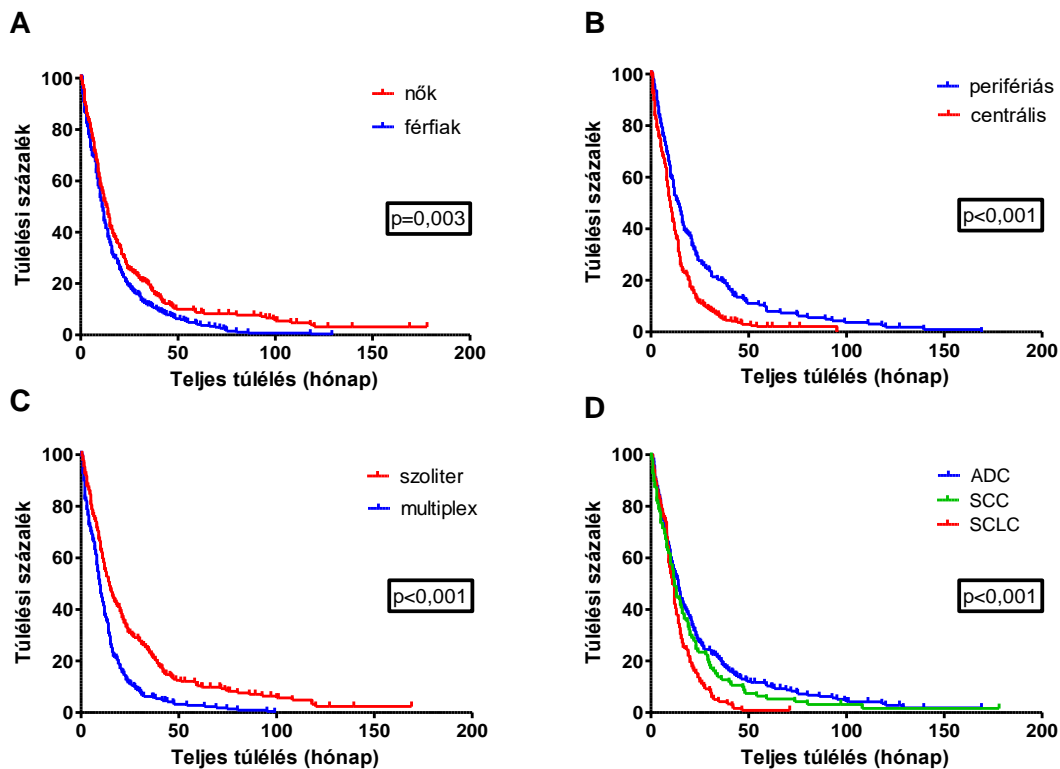 A
Túlélési százalék
100
80
60
40
20
0
nők
férfiak
p=0,003
0
50
100
150
200
Teljes túlélés (hónap)
B
Túlélési százalék
100
80
60
40
20
0
perifériás
centrális
p<0,001
0
50
100
150
200
Teljes túlélés (hónap)
C
Túlélési százalék
100
80
60
40
20
0
szoliter
multiplex
p<0,001
0
50
100
150
200
Teljes túlélés (hónap)
D
Túlélési százalék
100
80
60
40
20
0
ADC
SCC
SCLC
p<0,001
0
50
100
150
200
Teljes túlélés (hónap)